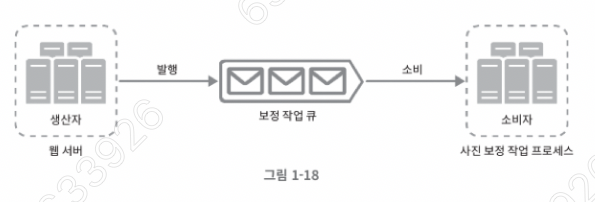 발행
소비
생산자
보정 작업 큐
소비자
웹 서버
사진 보정 작업 프로세스
그림 1-18
633926